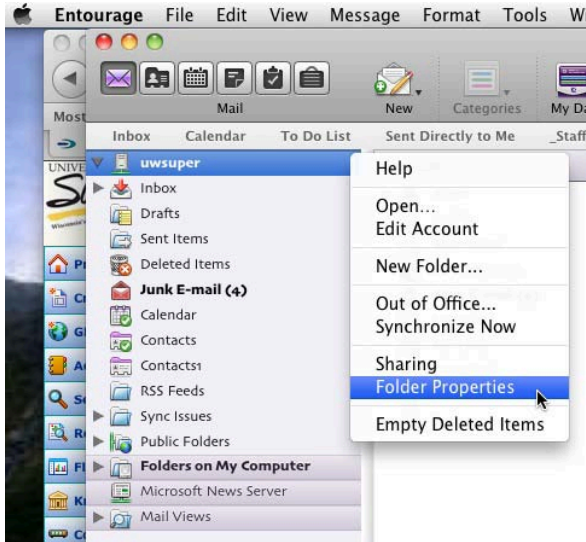 Entourage File Edit View Message Format Tools W
Mail
New
Categories
My Da
Most
Inbox Calendar To Do List Sent Directly to Me _Staff
UNIVE
uwsuper
Inbox
Drafts
Sent Items
Deleted Items
Junk E-mail (4)
Calendar
Contacts
Contacts1
RSS Feeds
Sync Issues
Public Folders
Folders on My Computer
Microsoft News Server
Mail Views
Help
Open...
Edit Account
New Folder...
Out of Office...
Synchronize Now
Sharing
Folder Properties
Empty Deleted Items